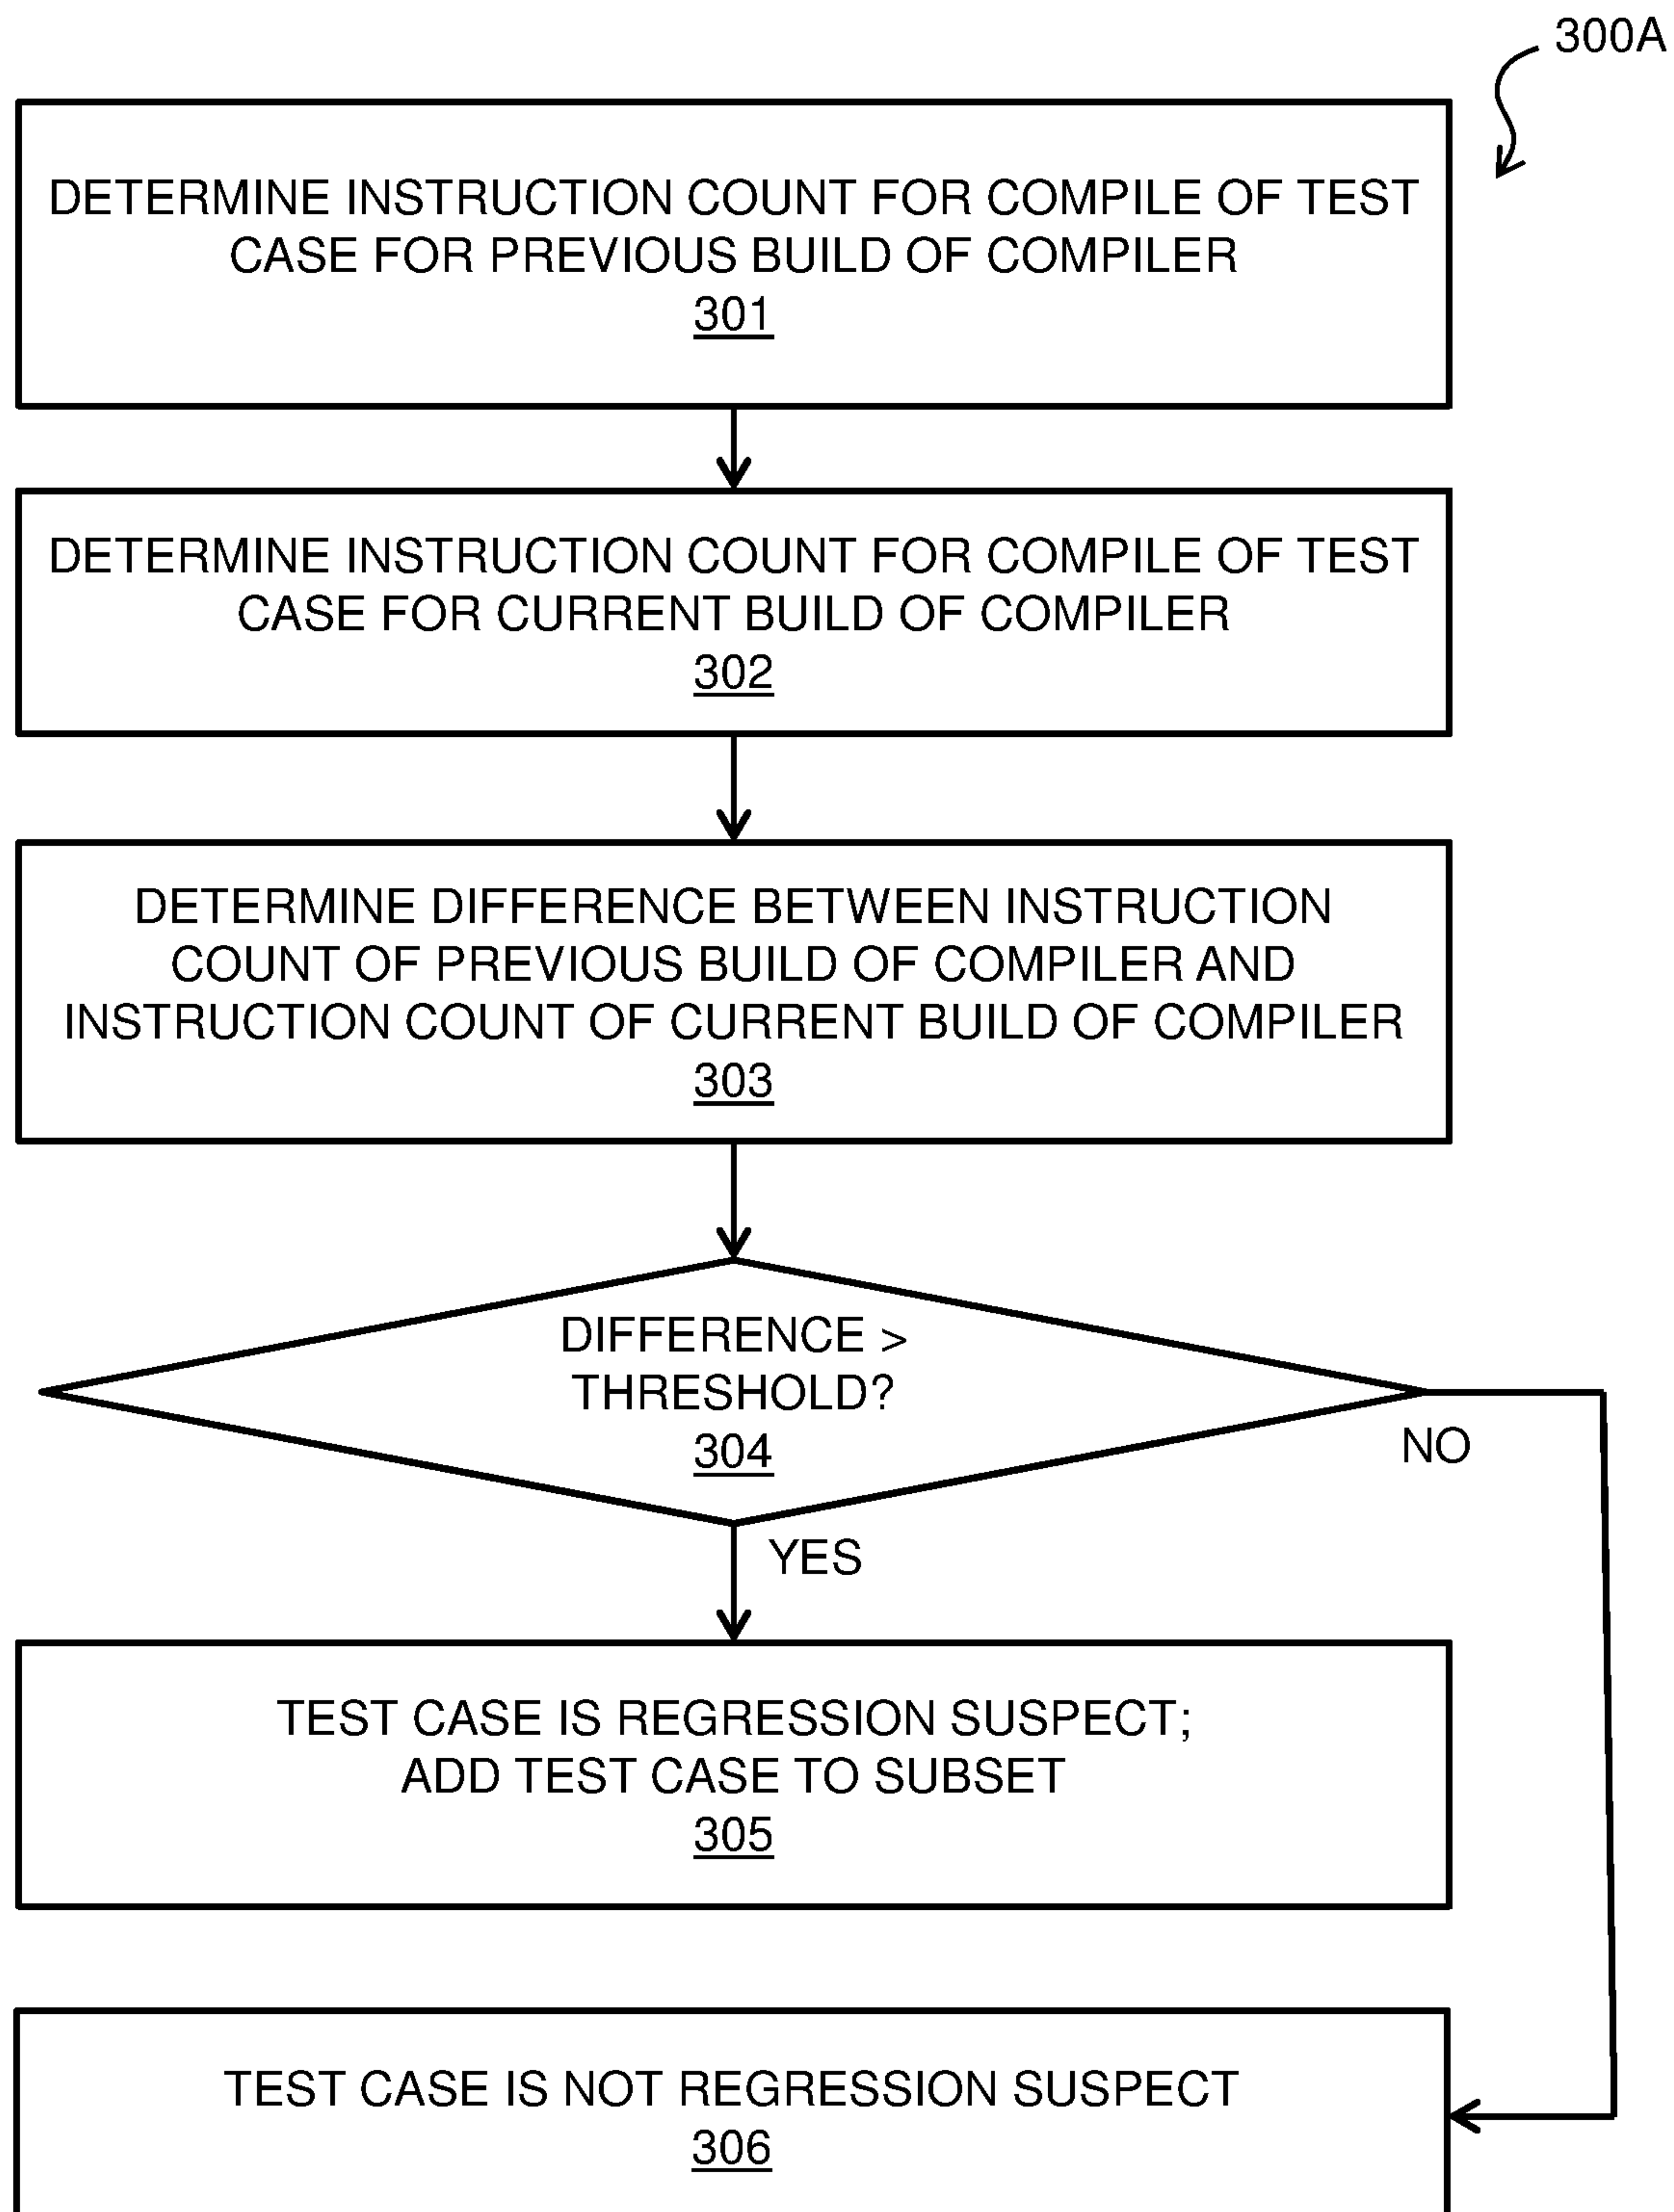 300A
DETERMINE INSTRUCTION COUNT FOR COMPILE OF TEST
CASE FOR PREVIOUS BUILD OF COMPILER
301
DETERMINE INSTRUCTION COUNT FOR COMPILE OF TEST
CASE FOR CURRENT BUILD OF COMPILER
302
DETERMINE DIFFERENCE BETWEEN INSTRUCTION
COUNT OF PREVIOUS BUILD OF COMPILER AND
INSTRUCTION COUNT OF CURRENT BUILD OF COMPILER
303
DIFFERENCE >
THRESHOLD?
304
NO
YES
TEST CASE IS REGRESSION SUSPECT;
ADD TEST CASE TO SUBSET
305
TEST CASE IS NOT REGRESSION SUSPECT
306